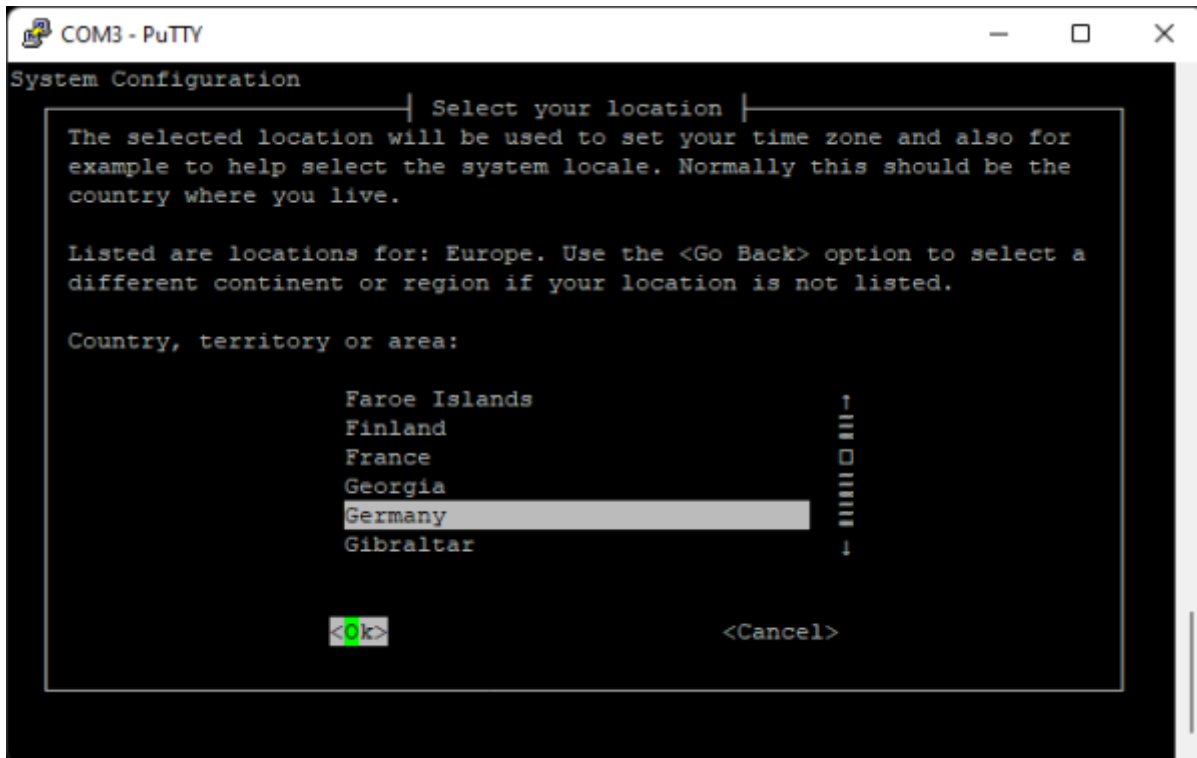 COM3 - PuTTY
System Configuration
Select your location
The selected location will be used to set your time zone and also for
example to help select the system locale. Normally this should be the
country where you live.
Listed are locations for: Europe. Use the <Go Back> option to select a
different continent or region if your location is not listed.
Country, territory or area:
Faroe Islands
Finland
France
Georgia
Germany
Gibraltar
<Ok> <Cancel>